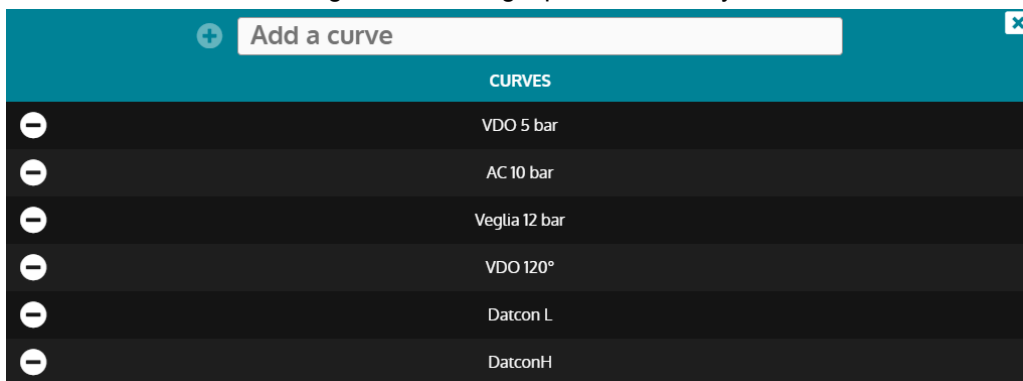 Add a curve
CURVES
VDO 5 bar
AC 10 bar
Veglia 12 bar
VDO 120°
Datcon L
DatconH